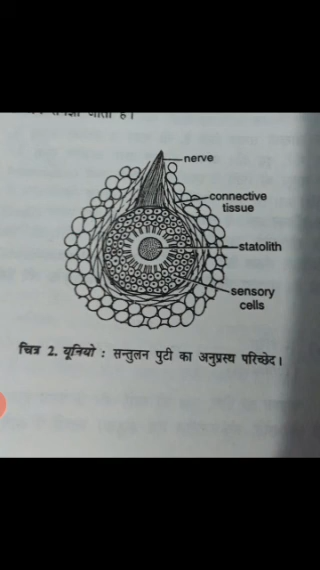 जाता है।
nerve
connective
tissue
statolith
sensory
cells
चित्र 2. यूनियो : सन्तुलन पुटी का अनुप्रस्थ परिच्छेद।